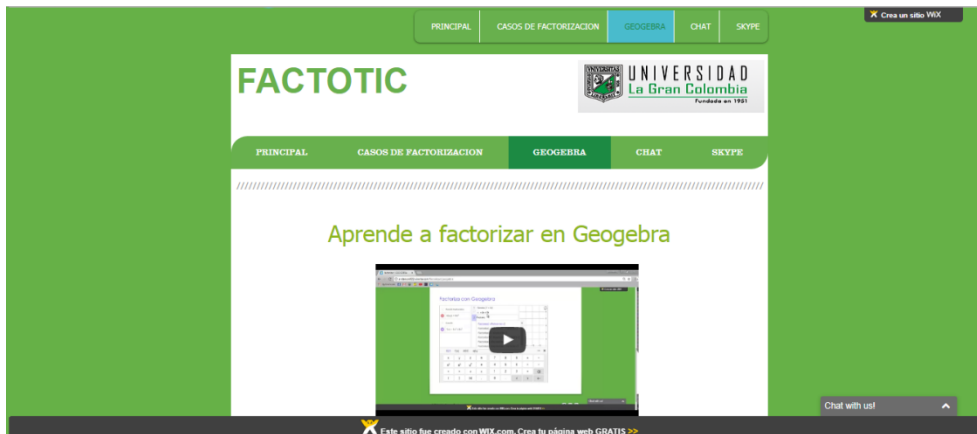 PRINCIPAL CASOS DE FACTORIZACION GEOGEBRA CHAT SKYPE
Crea un sitio WiX
FACTOTIC
UNIVERSIDAD
La Gran Colombia
Fundada en 1951
PRINCIPAL CASOS DE FACTORIZACION GEOGEBRA CHAT SKYPE
Aprende a factorizar en Geogebra
Factoriza con Geogebra
Chat with us!
Este sitio fue creado con WIX.com. Crea tu página web GRATIS >>